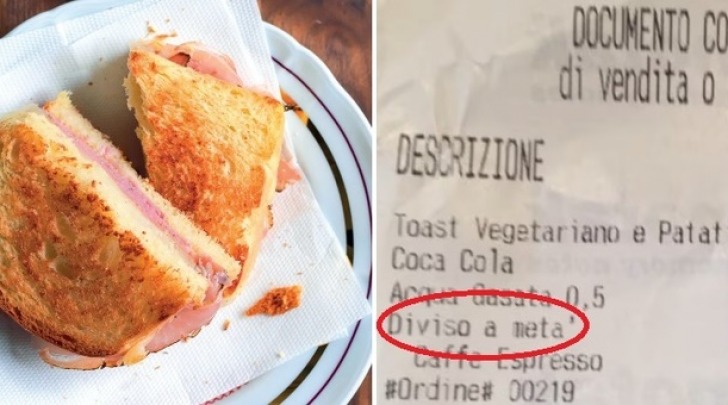 DOCUMENTO CO
di vendita o
DESCRIZIONE
Toast Vegetariano e Patat
Coca Cola
Acqua Gasata 0,5
Diviso a meta'
Caffe Espresso
#Ordine# 00219